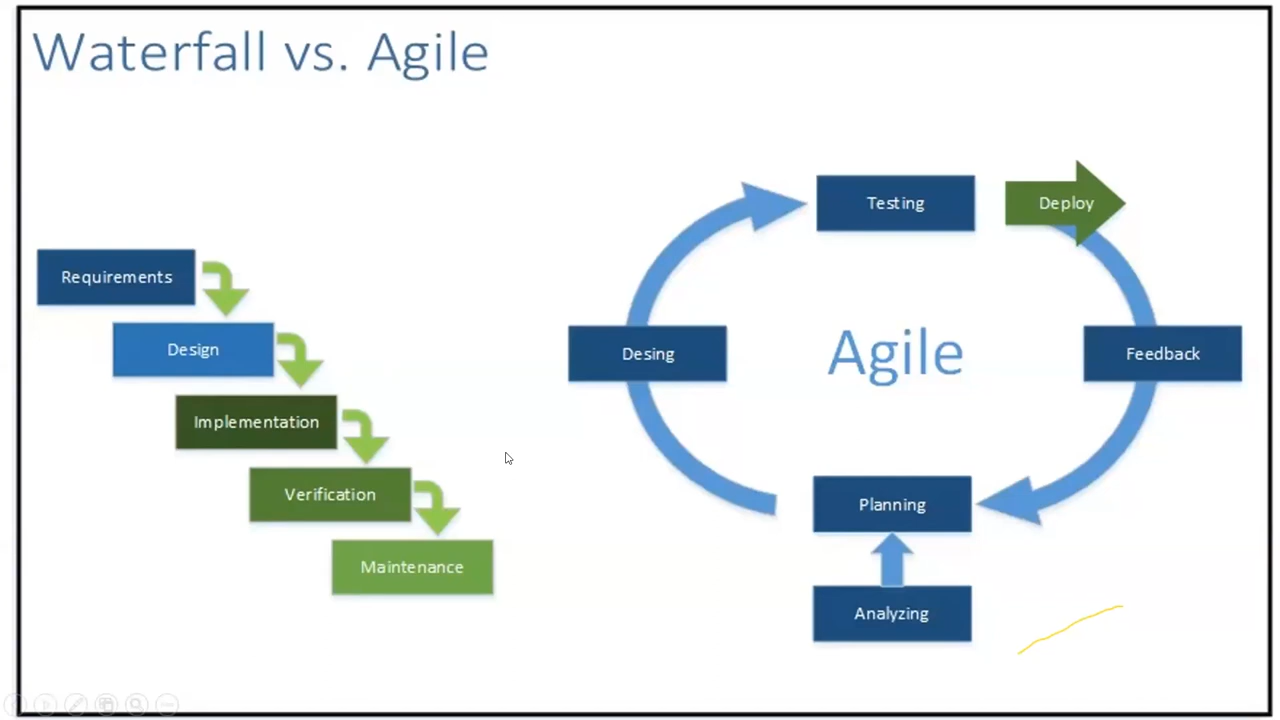 Waterfall vs. Agile
Requirements
Design
Implementation
Verification
Maintenance
Testing
Deploy
Desing
Agile
Feedback
Planning
Analyzing